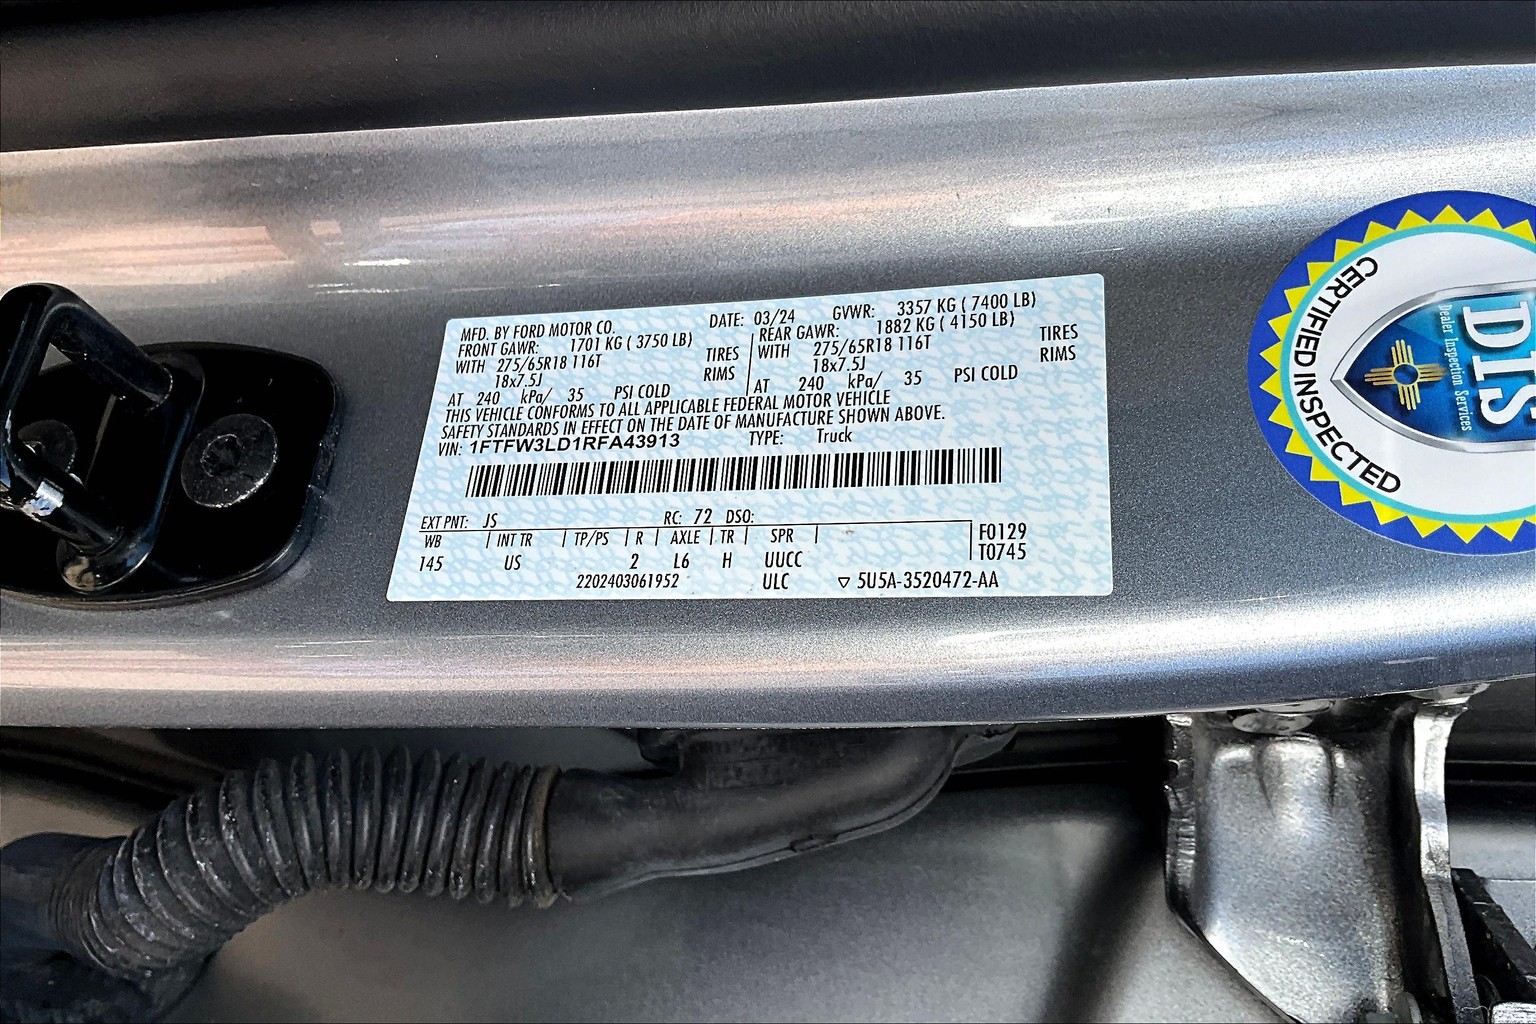 MFD. BY FORD MOTOR CO. DATE: 03/24 GVWR: 3357 KG ( 7400 LB)
FRONT GAWR: 1701 KG ( 3750 LB) REAR GAWR: 1882 KG ( 4150 LB)
WITH 275/65R18 116T TIRES WITH 275/65R18 116T TIRES
18x7.5J RIMS 18x7.5J RIMS
AT 240 kPa/ 35 PSI COLD AT 240 kPa/ 35 PSI COLD
THIS VEHICLE CONFORMS TO ALL APPLICABLE FEDERAL MOTOR VEHICLE
SAFETY STANDARDS IN EFFECT ON THE DATE OF MANUFACTURE SHOWN ABOVE.
VIN: 1FTFW3LD1RFA43913 TYPE: Truck
EXT PNT: JS RC: 72 DSO:
WB INT TR TP/PS R AXLE TR SPR F0129
145 US 2 L6 H UUCC T0745
2202403061952 ULC ▽ 5U5A-3520472-AA
CERTIFIED INSPECTED
DIS
Dealer Inspection Services